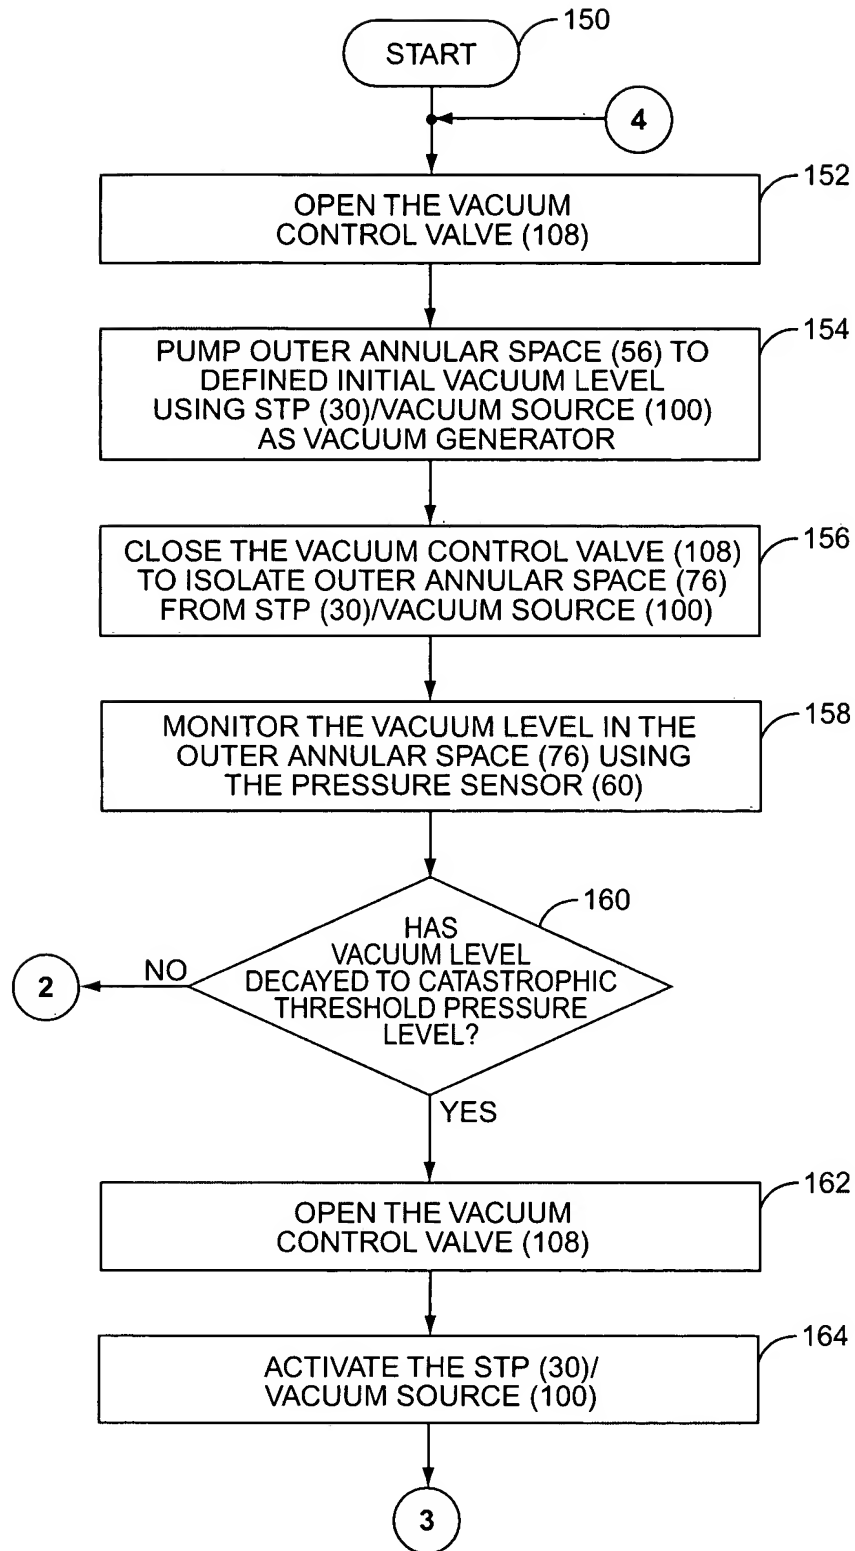 150
START
4
152
OPEN THE VACUUM
CONTROL VALVE (108)
154
PUMP OUTER ANNULAR SPACE (56) TO
DEFINED INITIAL VACUUM LEVEL
USING STP (30)/VACUUM SOURCE (100)
AS VACUUM GENERATOR
156
CLOSE THE VACUUM CONTROL VALVE (108)
TO ISOLATE OUTER ANNULAR SPACE (76)
FROM STP (30)/VACUUM SOURCE (100)
158
MONITOR THE VACUUM LEVEL IN THE
OUTER ANNULAR SPACE (76) USING
THE PRESSURE SENSOR (60)
160
HAS
VACUUM LEVEL
DECAYED TO CATASTROPHIC
THRESHOLD PRESSURE
LEVEL?
NO
2
YES
162
OPEN THE VACUUM
CONTROL VALVE (108)
164
ACTIVATE THE STP (30)/
VACUUM SOURCE (100)
3